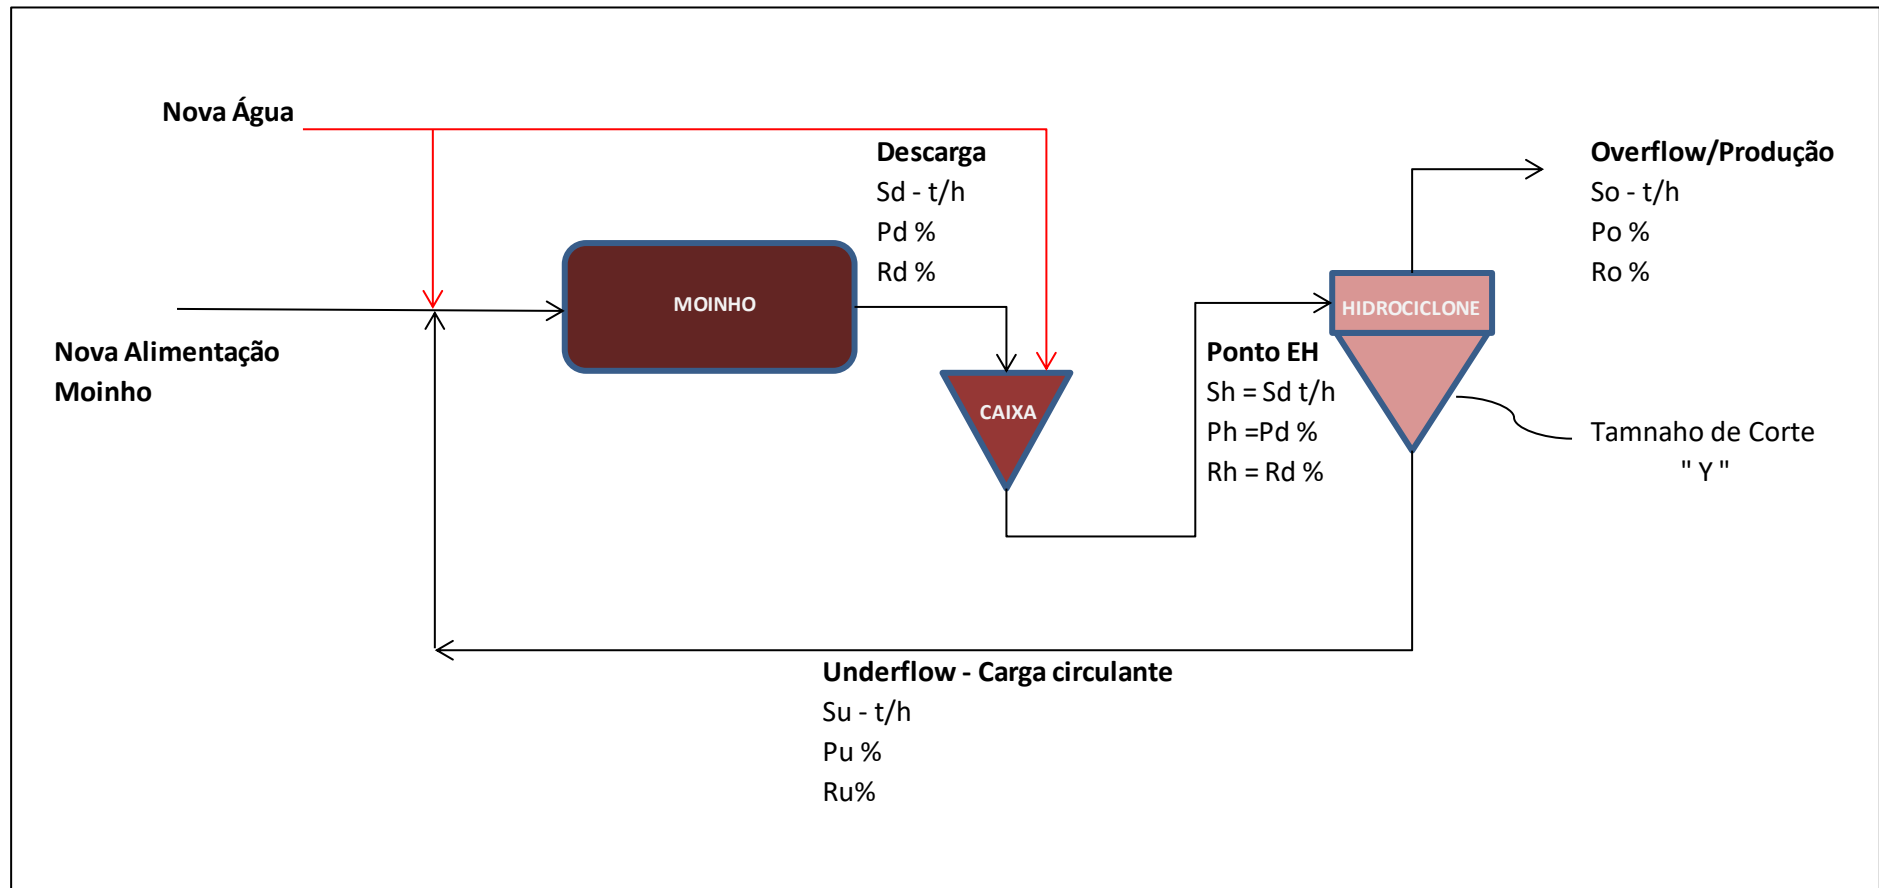 Nova Água
Descarga
Sd - t/h
Pd %
Rd %
Overflow/Produção
So - t/h
Po %
Ro %
MOINHO
HIDROCICLONE
Nova Alimentação
Moinho
Ponto EH
Sh = Sd t/h
Ph =Pd %
Rh = Rd %
CAIXA
Tamnaho de Corte
" Y "
Underflow - Carga circulante
Su - t/h
Pu %
Ru%